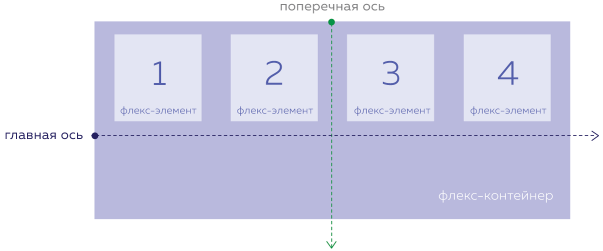 поперечная ось
1 2 3 4
флекс-элемент флекс-элемент флекс-элемент флекс-элемент
главная ось
флекс-контейнер